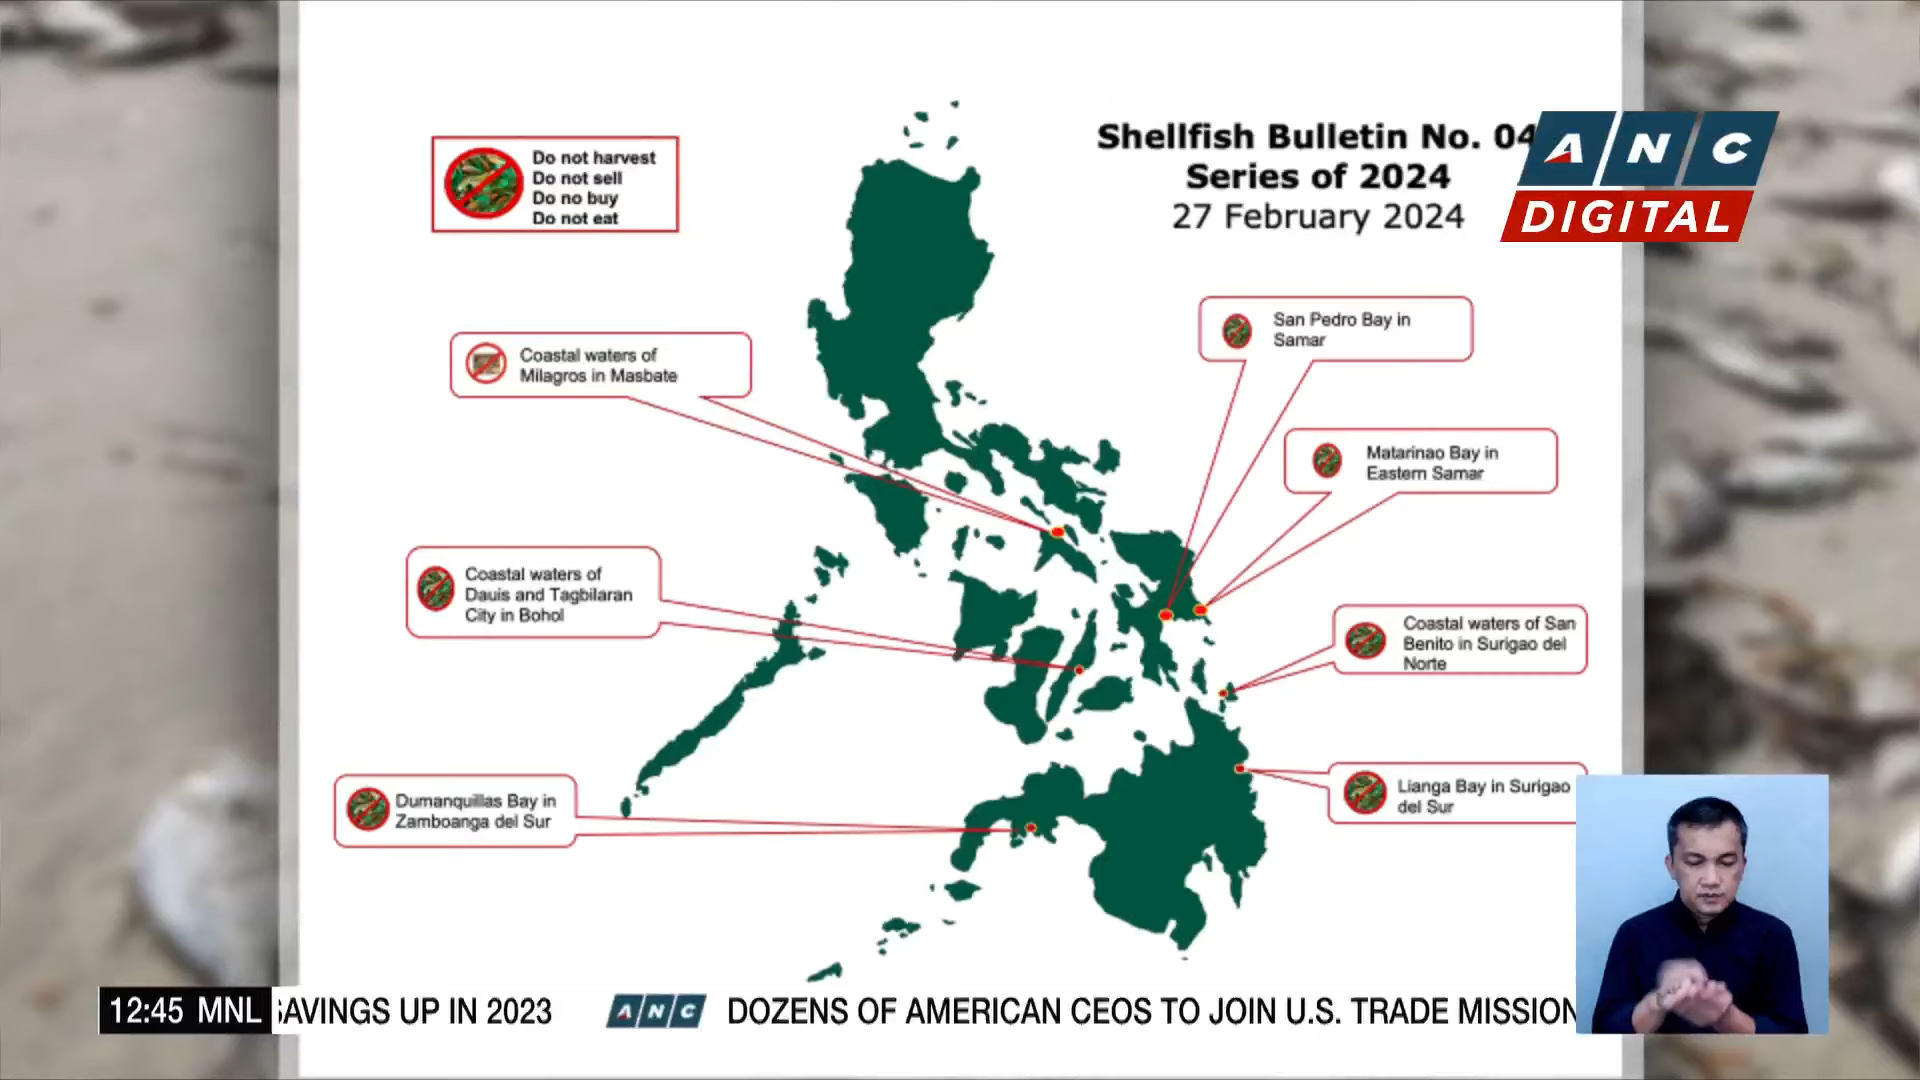 Do not harvest
Do not sell
Do no buy
Do not eat
Shellfish Bulletin No. 04
Series of 2024
27 February 2024
ANC
DIGITAL
Coastal waters of
Milagros in Masbate
San Pedro Bay in
Samar
Matarinao Bay in
Eastern Samar
Coastal waters of
Dauis and Tagbilaran
City in Bohol
Coastal waters of San
Benito in Surigao del
Norte
Dumanquillas Bay in
Zamboanga del Sur
Lianga Bay in Surigao
del Sur
12:45 MNL SAVINGS UP IN 2023 ANC DOZENS OF AMERICAN CEOS TO JOIN U.S. TRADE MISSION